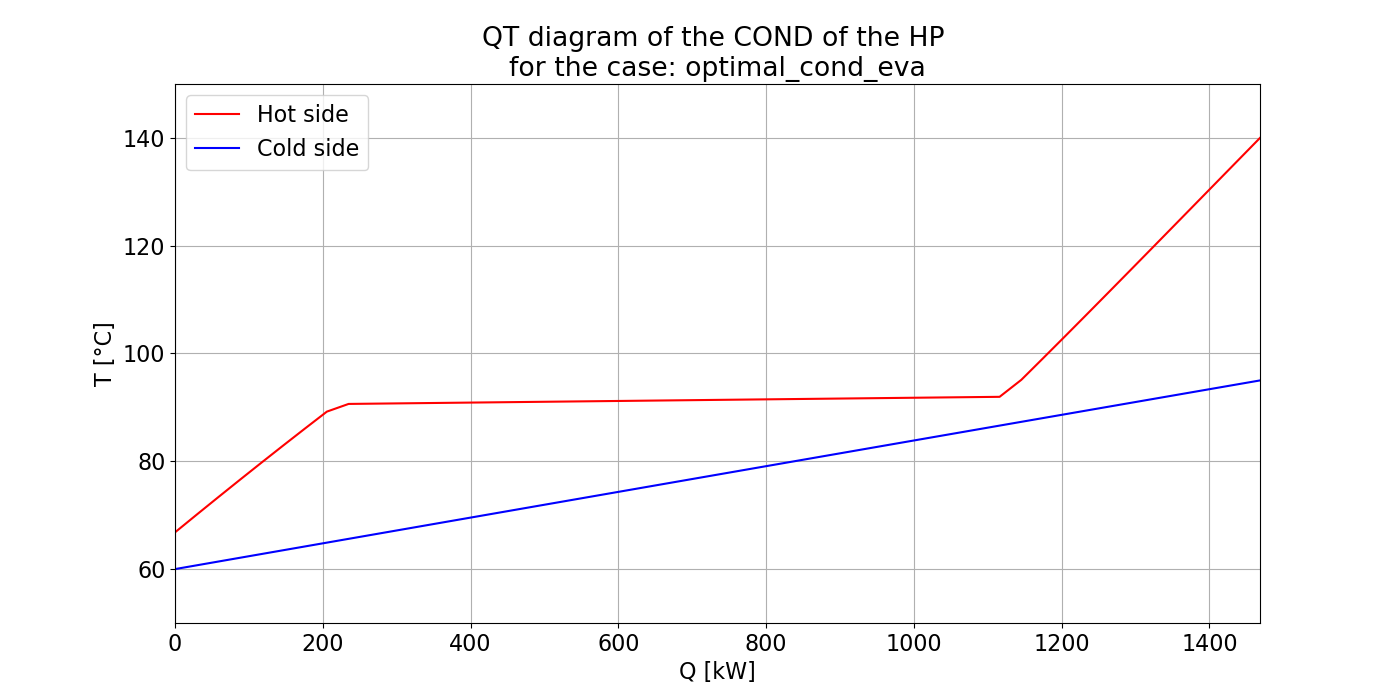 QT diagram of the COND of the HP
for the case: optimal_cond_eva
Hot side
Cold side
140
120
100
80
60
T [°C]
0 200 400 600 800 1000 1200 1400
Q [kW]